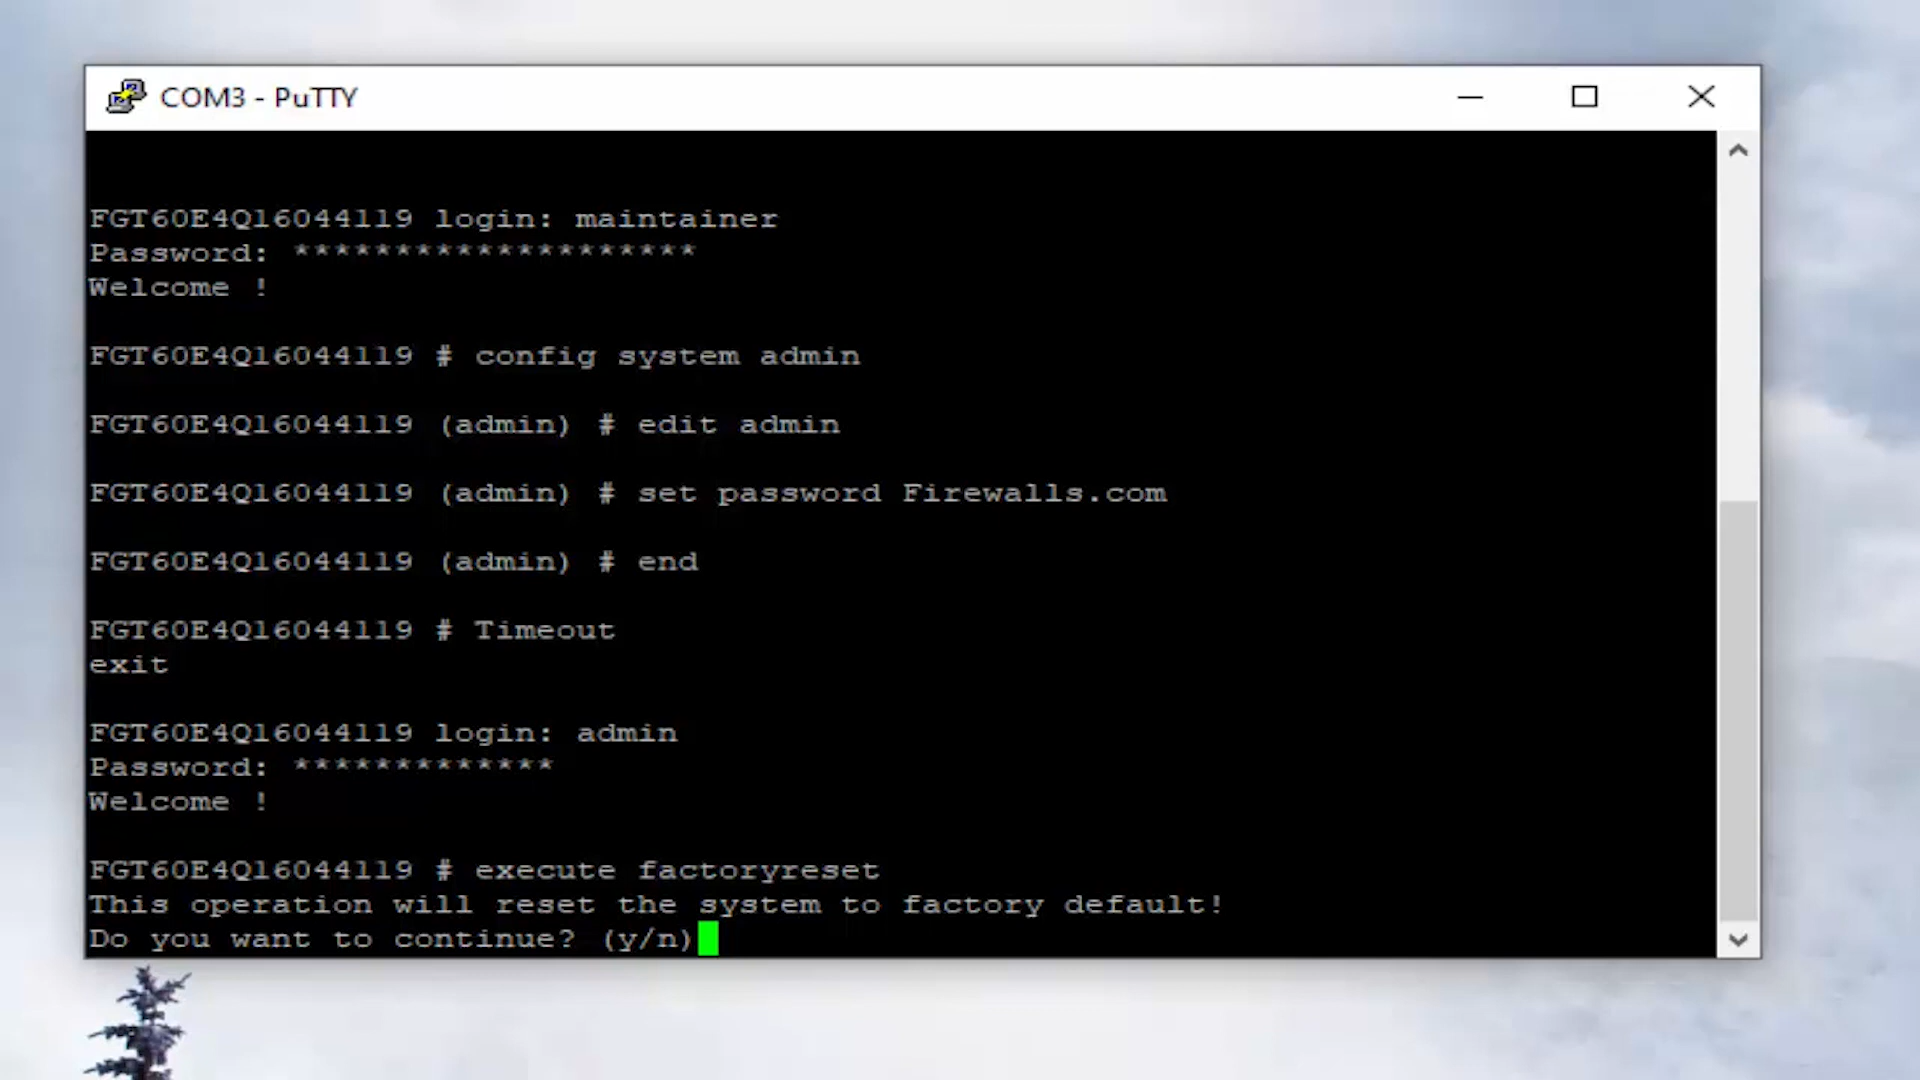 COM3 - PuTTY
FGT60E4Q16044119 login: maintainer
Password: ********************
Welcome !
FGT60E4Q16044119 # config system admin
FGT60E4Q16044119 (admin) # edit admin
FGT60E4Q16044119 (admin) # set password Firewalls.com
FGT60E4Q16044119 (admin) # end
FGT60E4Q16044119 # Timeout
exit
FGT60E4Q16044119 login: admin
Password: *************
Welcome !
FGT60E4Q16044119 # execute factoryreset
This operation will reset the system to factory default!
Do you want to continue? (y/n)